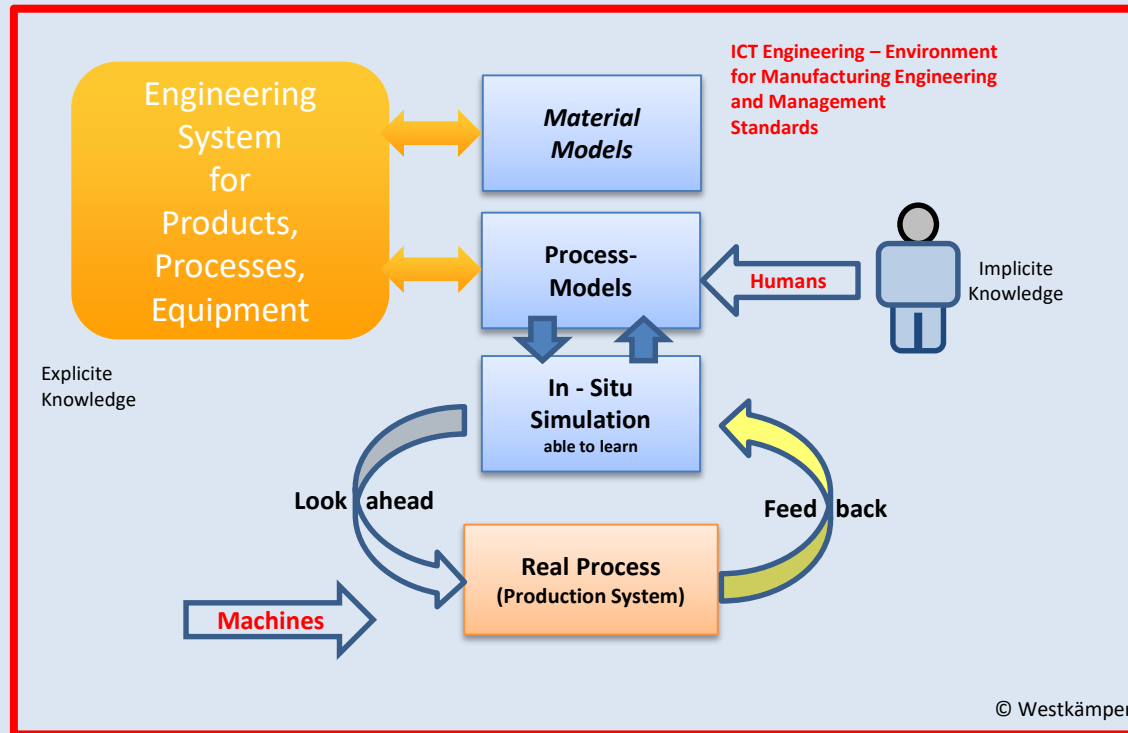 Engineering
System
for
Products,
Processes,
Equipment
Material
Models
ICT Engineering – Environment
for Manufacturing Engineering
and Management
Standards
Process-
Models
Humans
Implicite
Knowledge
Explicite
Knowledge
In - Situ
Simulation
able to learn
Look ahead
Feed back
Real Process
(Production System)
Machines
© Westkämper